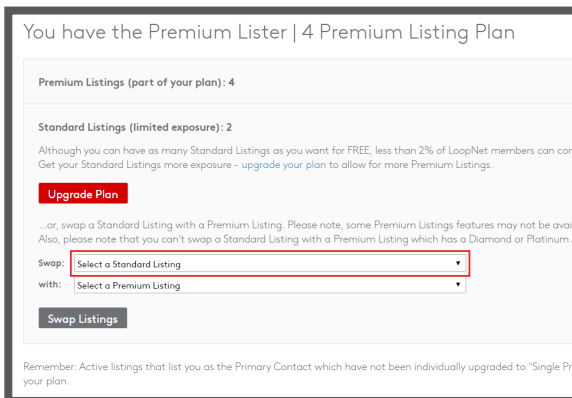 You have the Premium Lister | 4 Premium Listing Plan
Premium Listings (part of your plan): 4
Standard Listings (limited exposure): 2
Although you can have as many Standard Listings as you want for FREE, less than 2% of LoopNet members can
Get your Standard Listings more exposure - upgrade your plan to allow for more Premium Listings.
Upgrade Plan
...or, swap a Standard Listing with a Premium Listing. Please note, some Premium Listings features may not be
Also, please note that you can't swap a Standard Listing with a Premium Listing which has a Diamond or Platinum
Swap: Select a Standard Listing
with: Select a Premium Listing
Swap Listings
Remember: Active listings that list you as the Primary Contact which have not been individually upgraded to "Single
your plan.